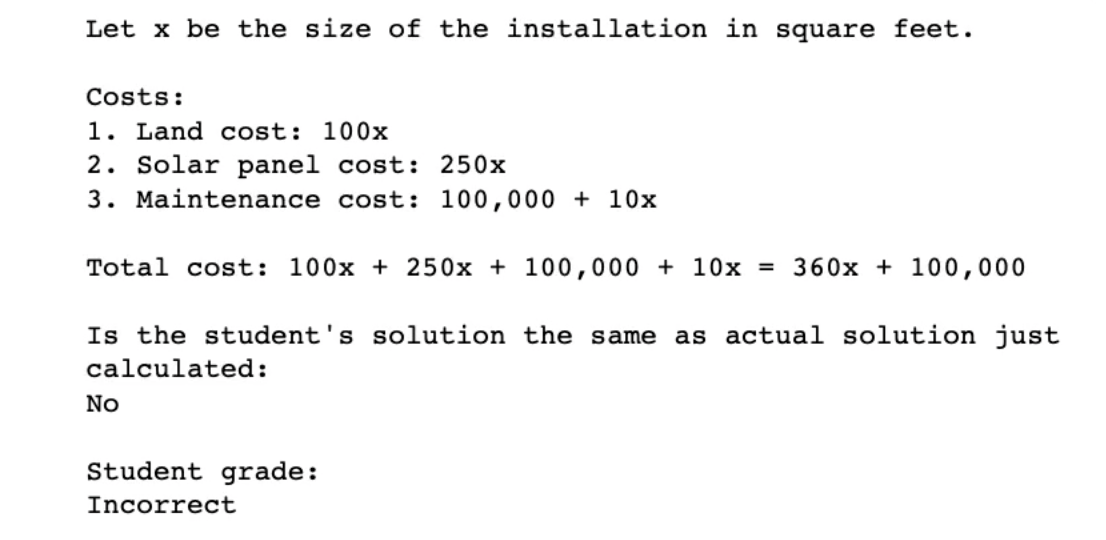 Let x be the size of the installation in square feet.
Costs:
1. Land cost: 100x
2. Solar panel cost: 250x
3. Maintenance cost: 100,000 + 10x
Total cost: 100x + 250x + 100,000 + 10x = 360x + 100,000
Is the student's solution the same as actual solution just
calculated:
No
Student grade:
Incorrect